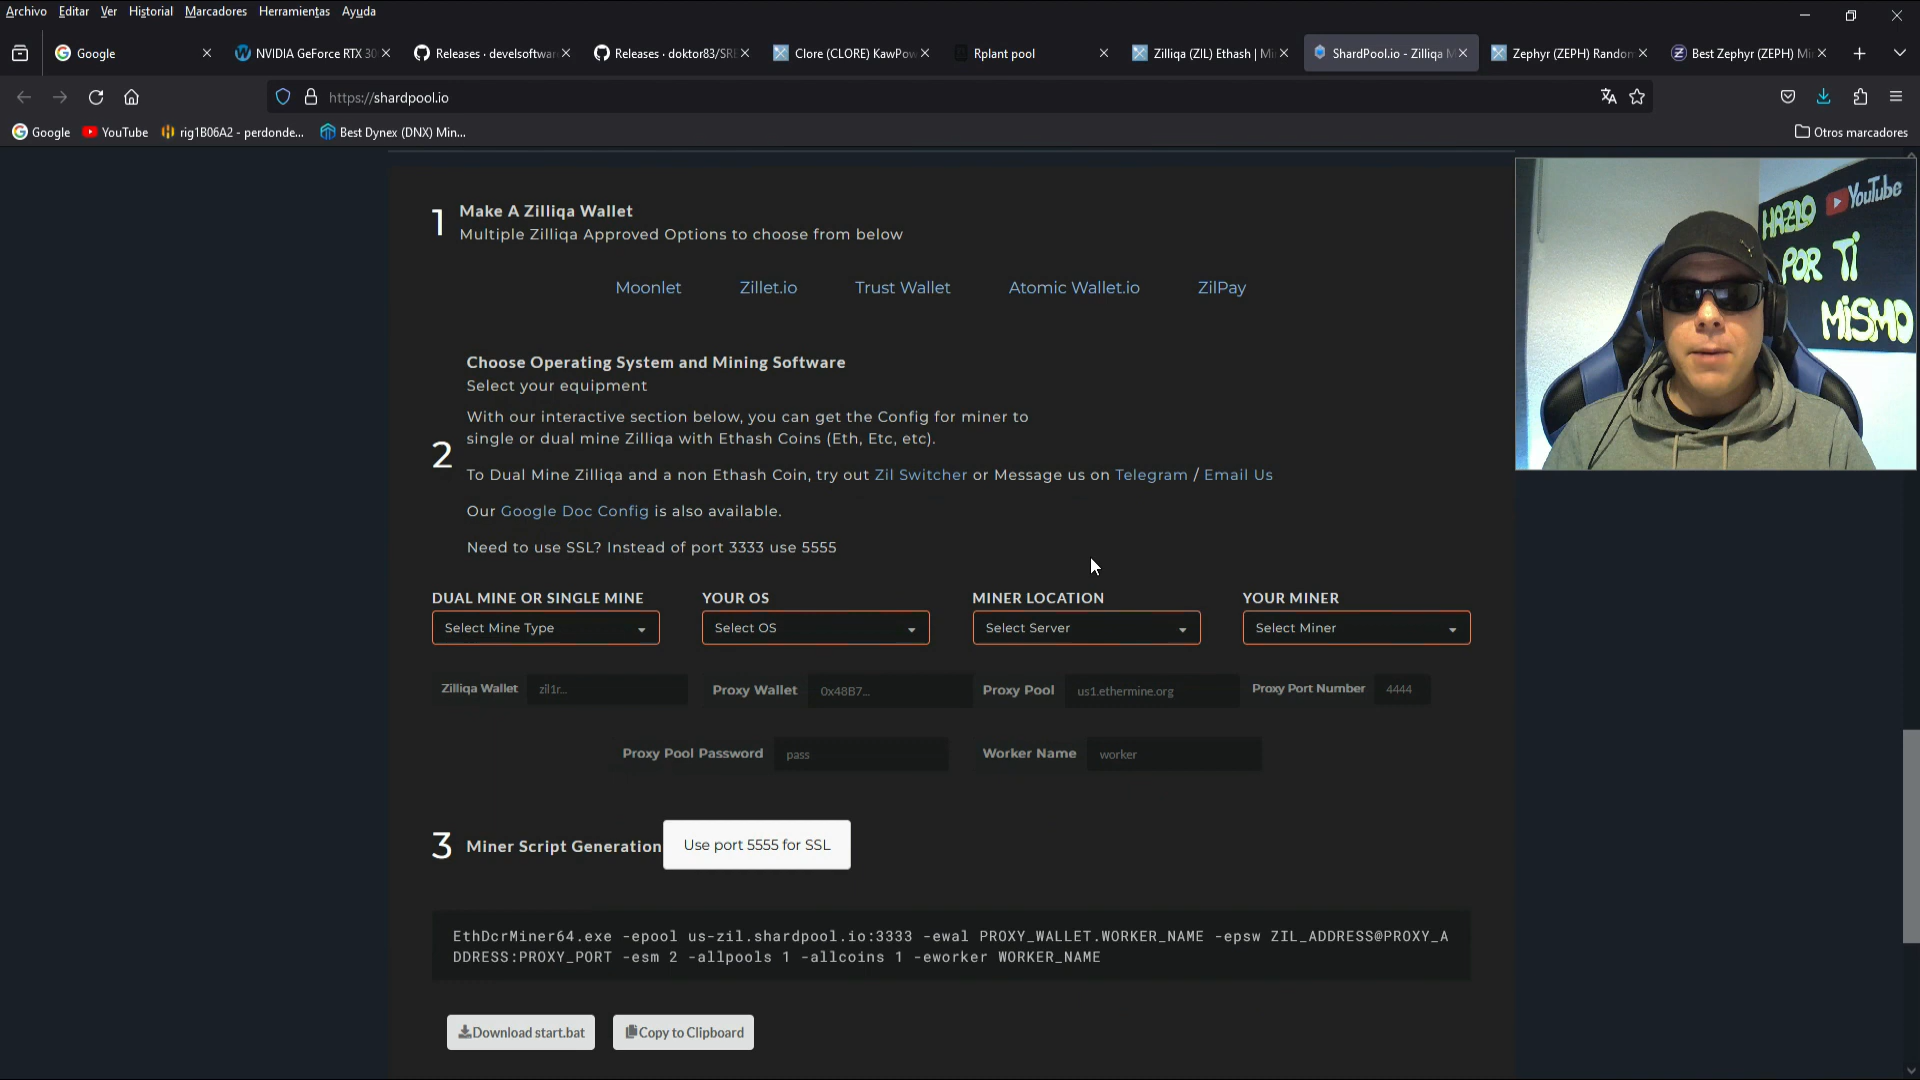 Archivo Editar Ver Historial Marcadores Herramientas Ayuda
Google
NVIDIA GeForce RTX 30
Releases · develsoftwar
Releases · doktor83/SRB
Clore (CLORE) KawPow
Rplant pool
Zilliqa (ZIL) Ethash | Mi
ShardPool.io - Zilliqa M
Zephyr (ZEPH) Random
Best Zephyr (ZEPH) Mi
https://shardpool.io
Google YouTube rig1B06A2 - perdonde... Best Dynex (DNX) Min... Otros marcadores
1 Make A Zilliqa Wallet
Multiple Zilliqa Approved Options to choose from below
Moonlet Zillet.io Trust Wallet Atomic Wallet.io ZilPay
YouTube
HAZLO
POR TI
MISMO
Choose Operating System and Mining Software
Select your equipment
With our interactive section below, you can get the Config for miner to
single or dual mine Zilliqa with Ethash Coins (Eth, Etc, etc).
2
To Dual Mine Zilliqa and a non Ethash Coin, try out Zil Switcher or Message us on Telegram / Email Us
Our Google Doc Config is also available.
Need to use SSL? Instead of port 3333 use 5555
DUAL MINE OR SINGLE MINE YOUR OS MINER LOCATION YOUR MINER
Select Mine Type Select OS Select Server Select Miner
Zilliqa Wallet zil1r... Proxy Wallet 0x48B7... Proxy Pool us1.ethermine.org Proxy Port Number 4444
Proxy Pool Password pass Worker Name worker
3 Miner Script Generation Use port 5555 for SSL
EthDcrMiner64.exe -epool us-zil.shardpool.io:3333 -ewal PROXY_WALLET.WORKER_NAME -epsw ZIL_ADDRESS@PROXY_A
DDRESS:PROXY_PORT -esm 2 -allpools 1 -allcoins 1 -eworker WORKER_NAME
Download start.bat Copy to Clipboard